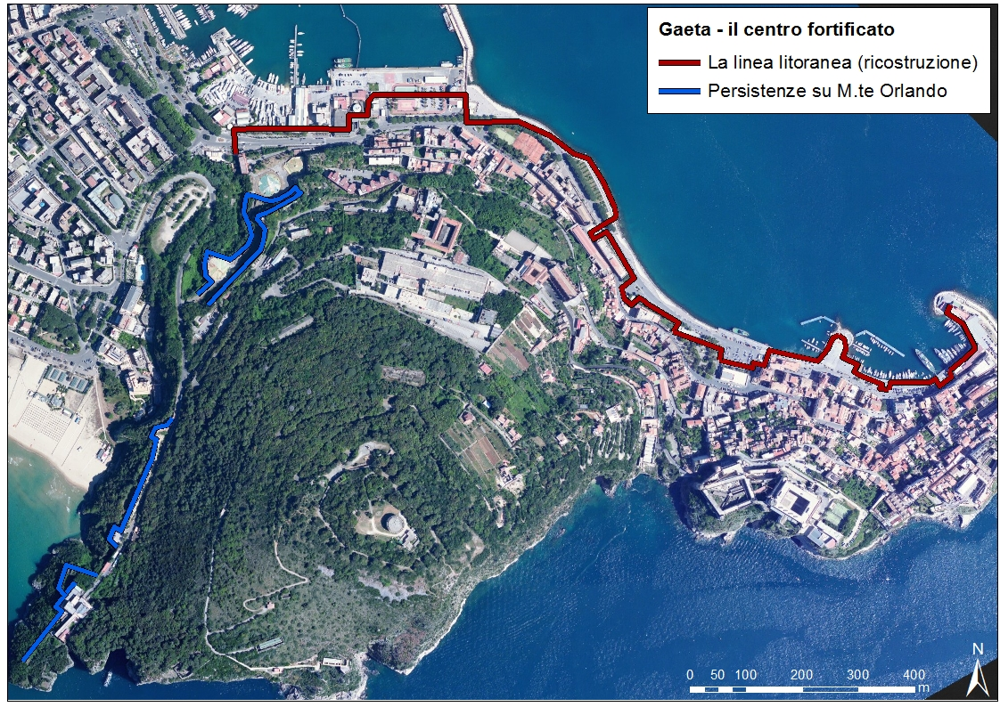 Gaeta - il centro fortificato
La linea litoranea (ricostruzione)
Persistenze su M.te Orlando
N
0 50 100 200 300 400
m